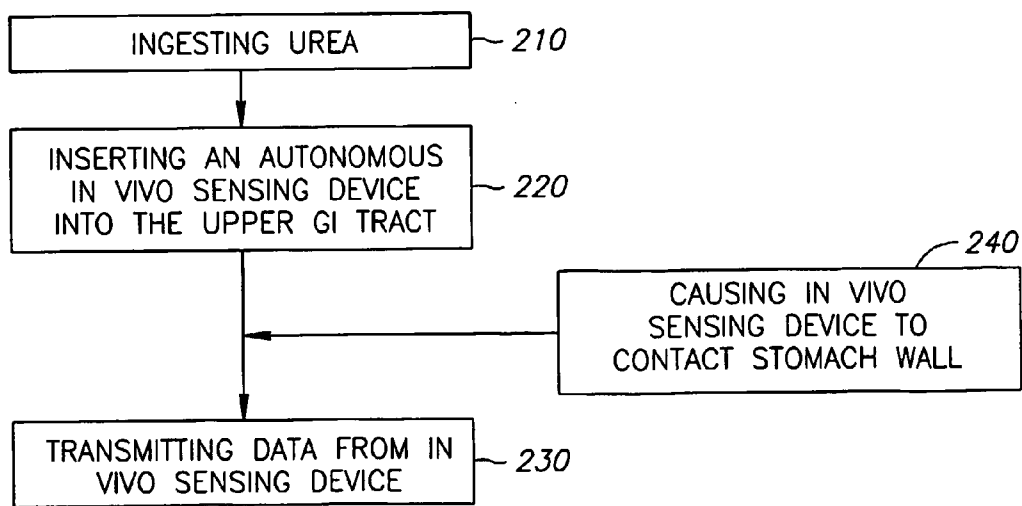 INGESTING UREA
210
INSERTING AN AUTONOMOUS
IN VIVO SENSING DEVICE
INTO THE UPPER GI TRACT
220
240
CAUSING IN VIVO
SENSING DEVICE TO
CONTACT STOMACH WALL
TRANSMITTING DATA FROM IN
VIVO SENSING DEVICE
230